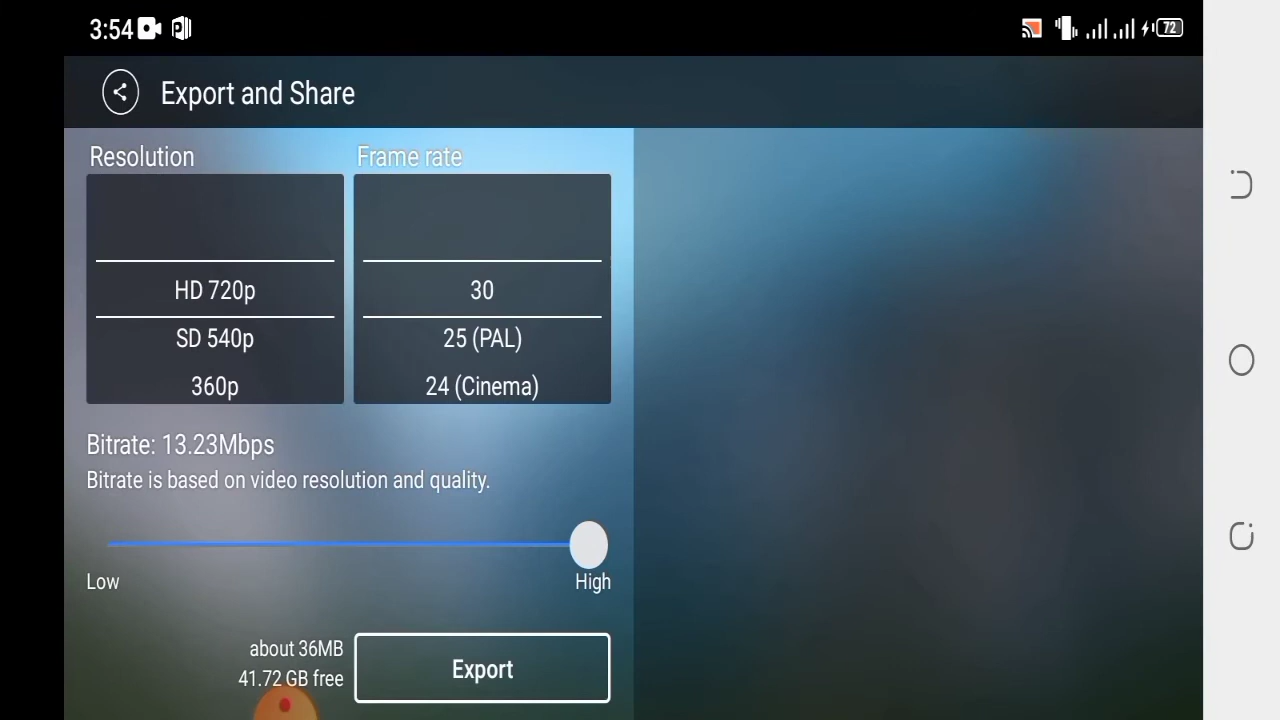 3:54
72
Export and Share
Resolution
Frame rate
HD 720p
30
SD 540p
25 (PAL)
360p
24 (Cinema)
Bitrate: 13.23Mbps
Bitrate is based on video resolution and quality.
Low
High
about 36MB
41.72 GB free
Export